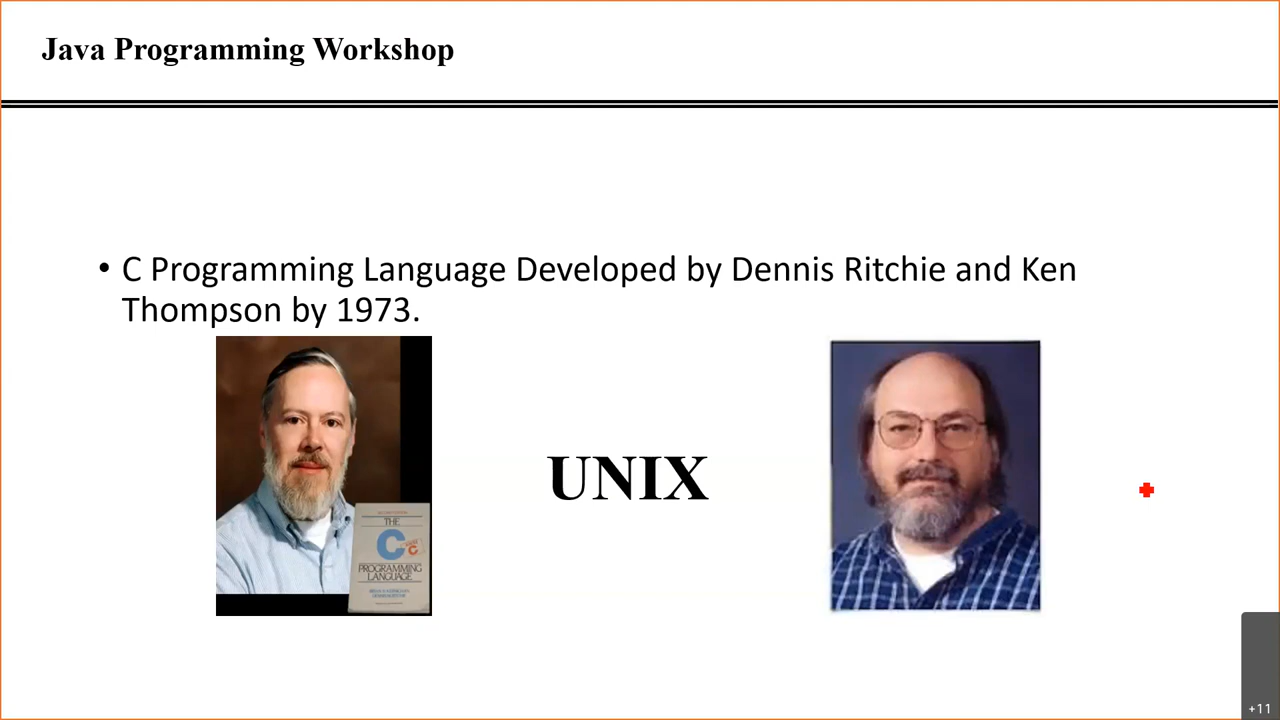 Java Programming Workshop
• C Programming Language Developed by Dennis Ritchie and Ken
Thompson by 1973.
UNIX
THE
C
PROGRAMMING
LANGUAGE
+11